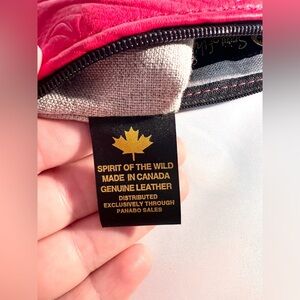 SPIRIT OF THE WILD
MADE IN CANADA
GENUINE LEATHER
DISTRIBUTED
EXCLUSIVELY THROUGH
PANABO SALES